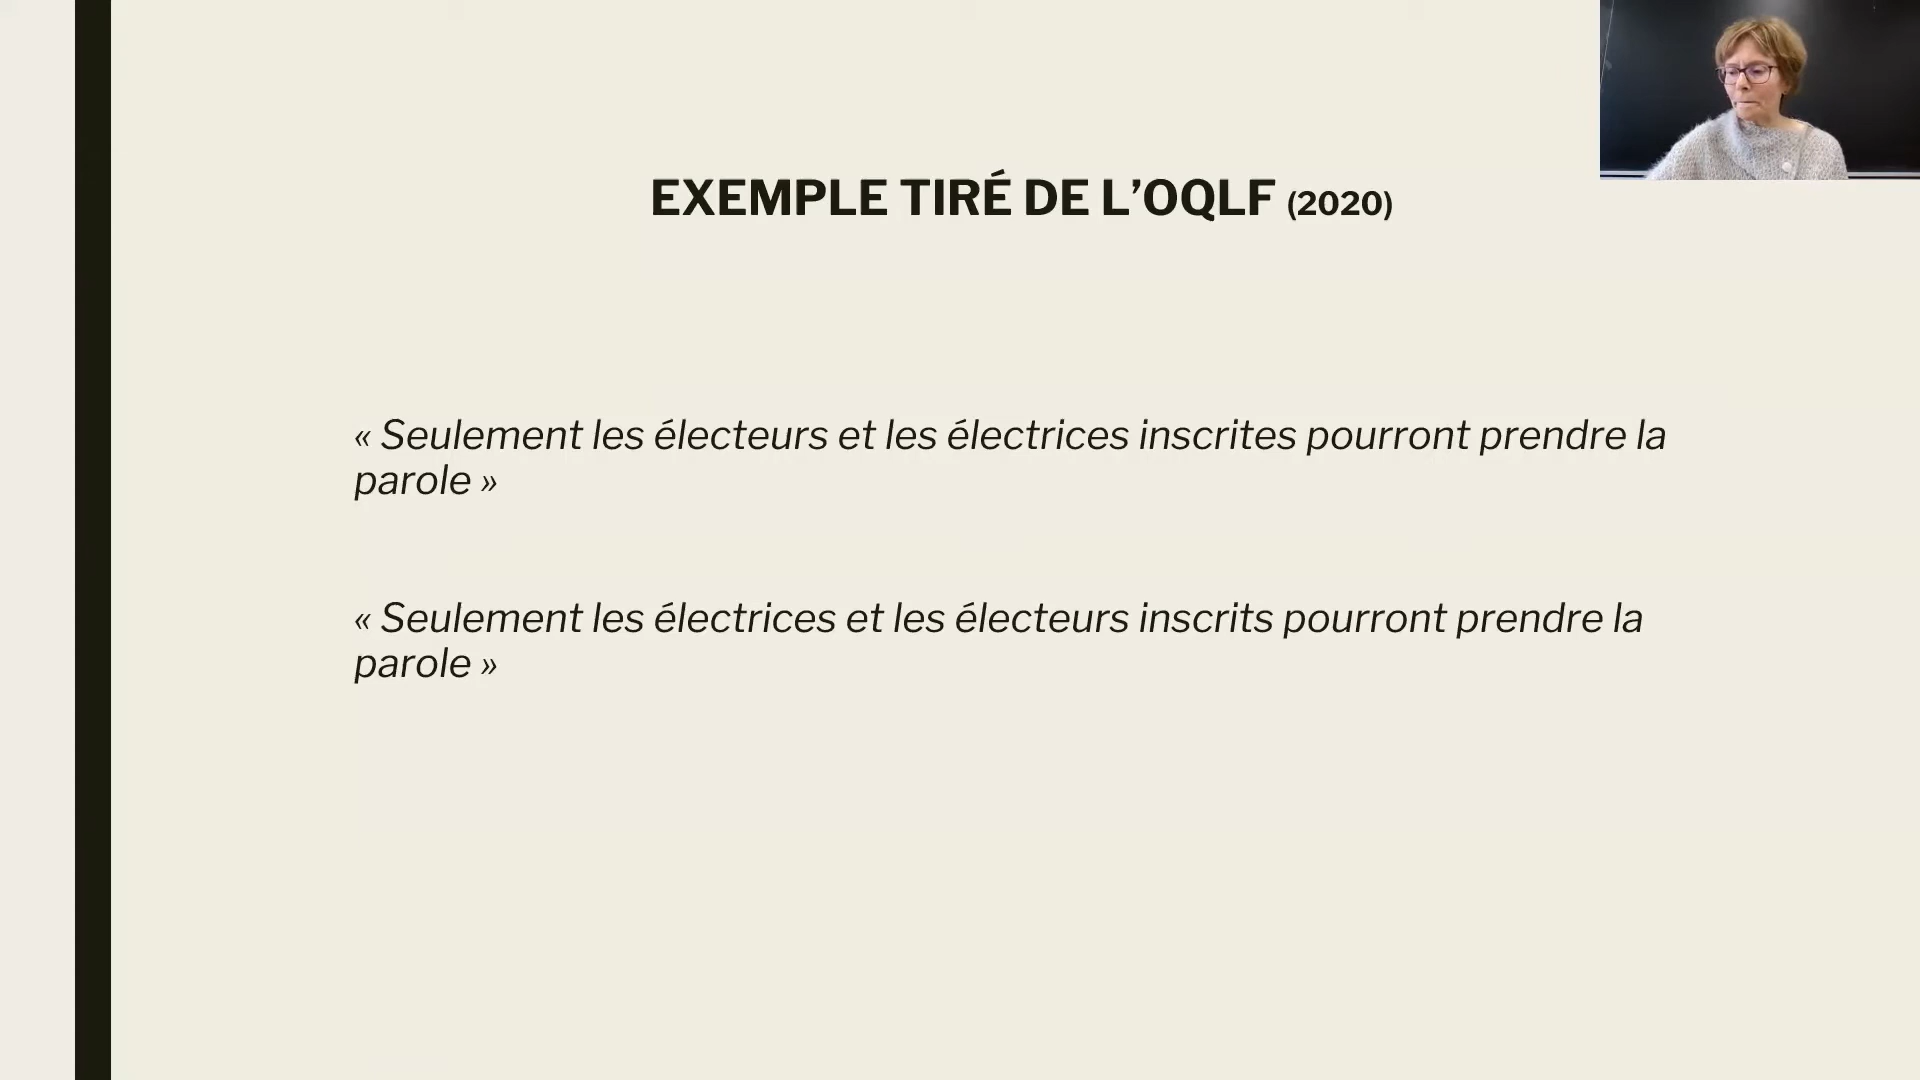 EXEMPLE TIRÉ DE L’OQLF (2020)
« Seulement les électeurs et les électrices inscrites pourront prendre la
parole »
« Seulement les électrices et les électeurs inscrits pourront prendre la
parole »